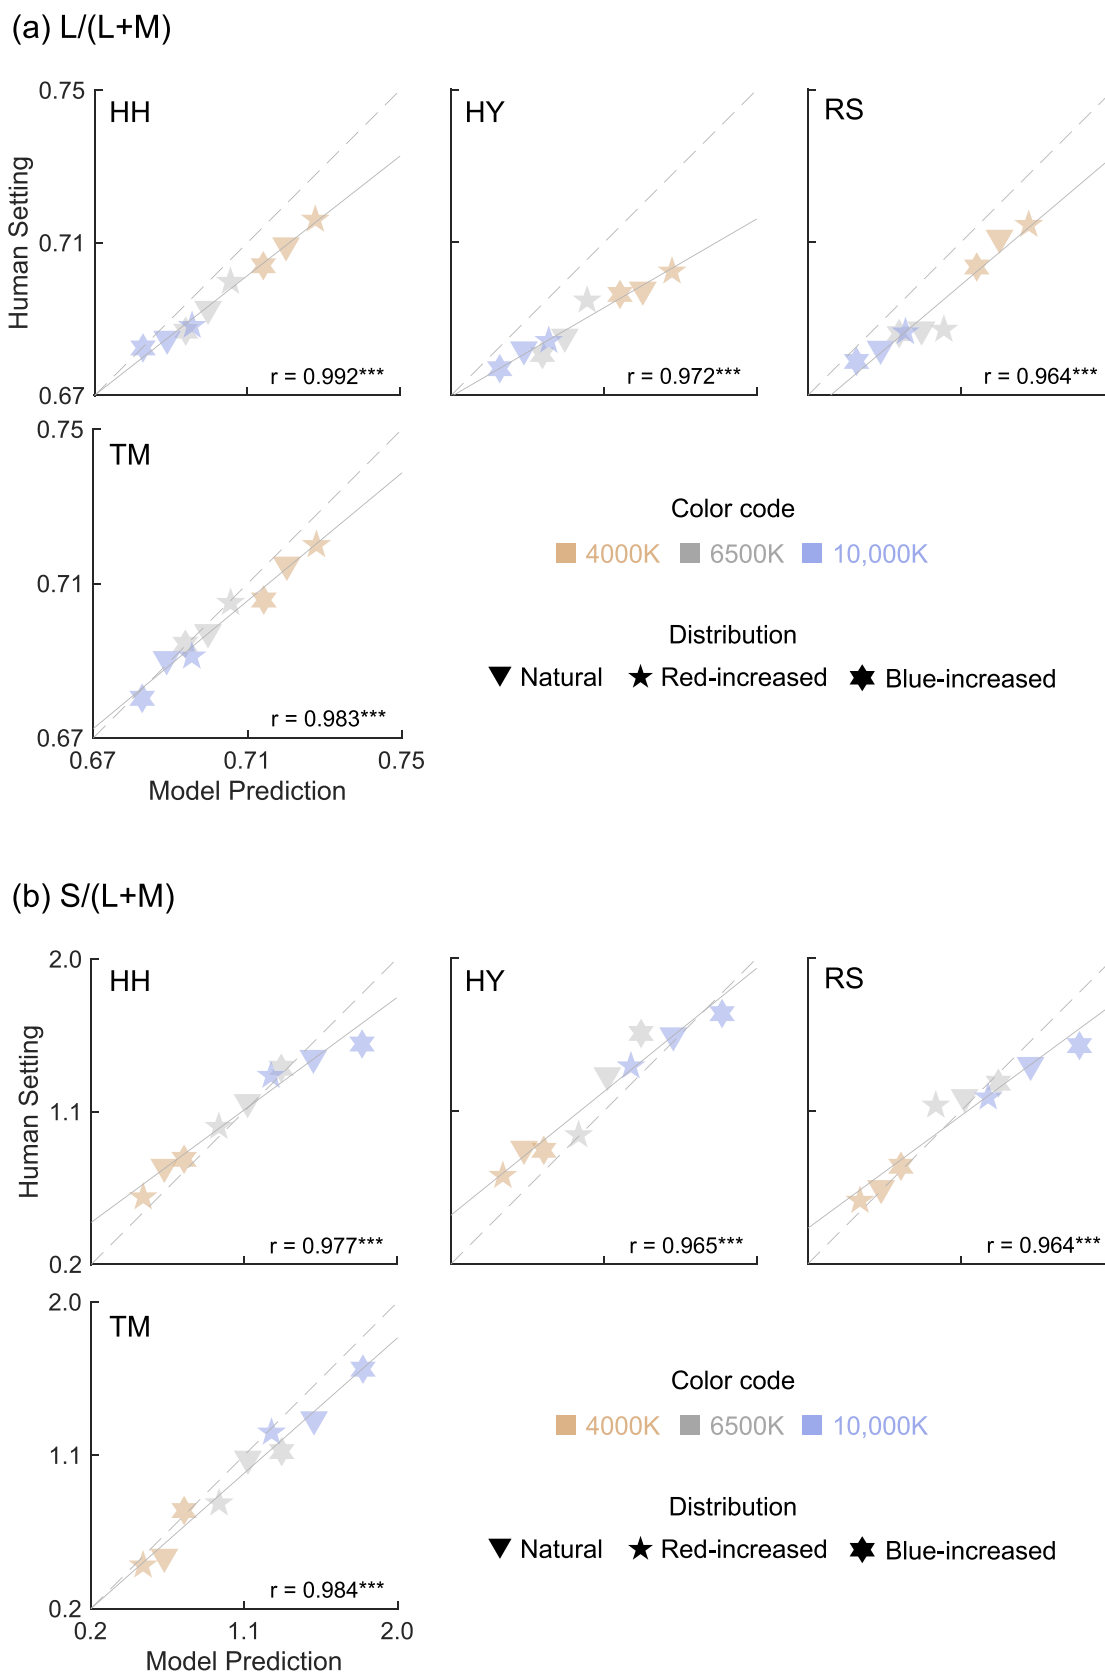 (a) L/(L+M)
0.75
HH
HY
RS
Human Setting
0.71
r = 0.992***
r = 0.972***
r = 0.964***
0.67
0.75
TM
Color code
4000K 6500K 10,000K
0.71
Distribution
Natural Red-increased Blue-increased
r = 0.983***
0.67
0.67 0.71 0.75
Model Prediction
(b) S/(L+M)
2.0
HH
HY
RS
Human Setting
1.1
r = 0.977***
r = 0.965***
r = 0.964***
0.2
2.0
TM
Color code
4000K 6500K 10,000K
1.1
Distribution
Natural Red-increased Blue-increased
r = 0.984***
0.2
0.2 1.1 2.0
Model Prediction